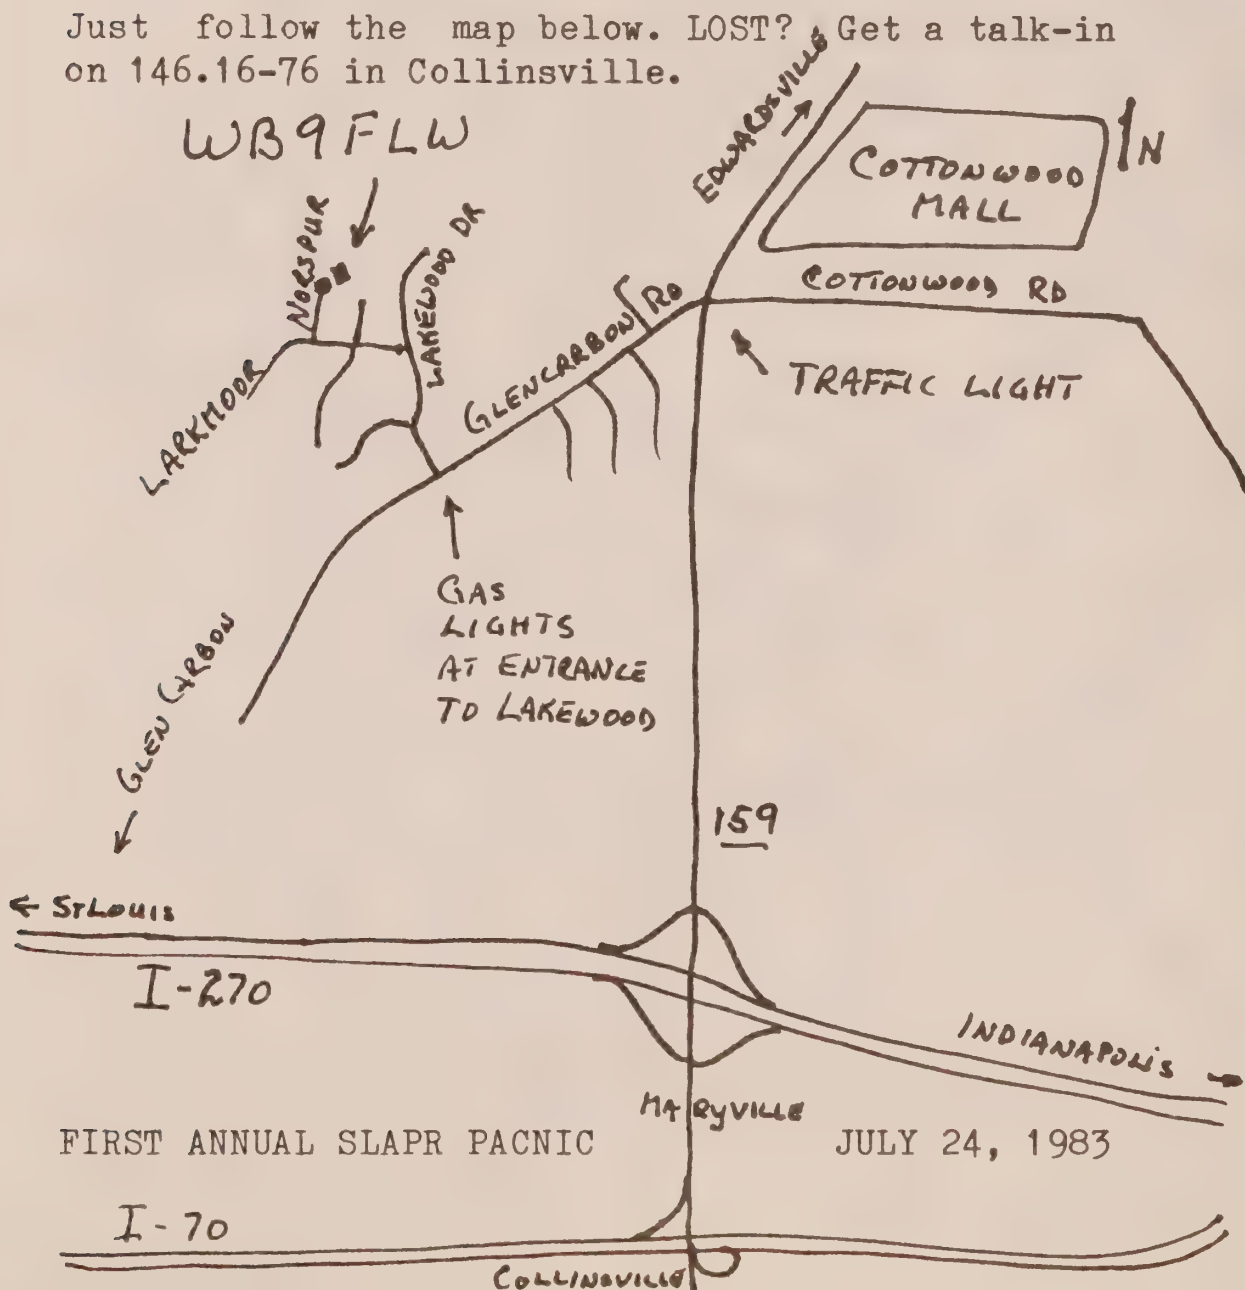 Just follow the map below. LOST? Get a talk-in
on 146.16-76 in Collinsville.
WB9FLW
EDWARDSVILLE
N
COTTONWOOD
MALL
NORSPUR
LAKEWOOD DR
COTTONWOOD RD
GLENCARBON RD
TRAFFIC LIGHT
LARKMOOR
GAS
LIGHTS
AT ENTRANCE
TO LAKEWOOD
GLEN CARBON
159
← ST LOUIS
I-270
INDIANAPOLIS →
MARYVILLE
FIRST ANNUAL SLAPR PACNIC JULY 24, 1983
I-70
COLLINSVILLE